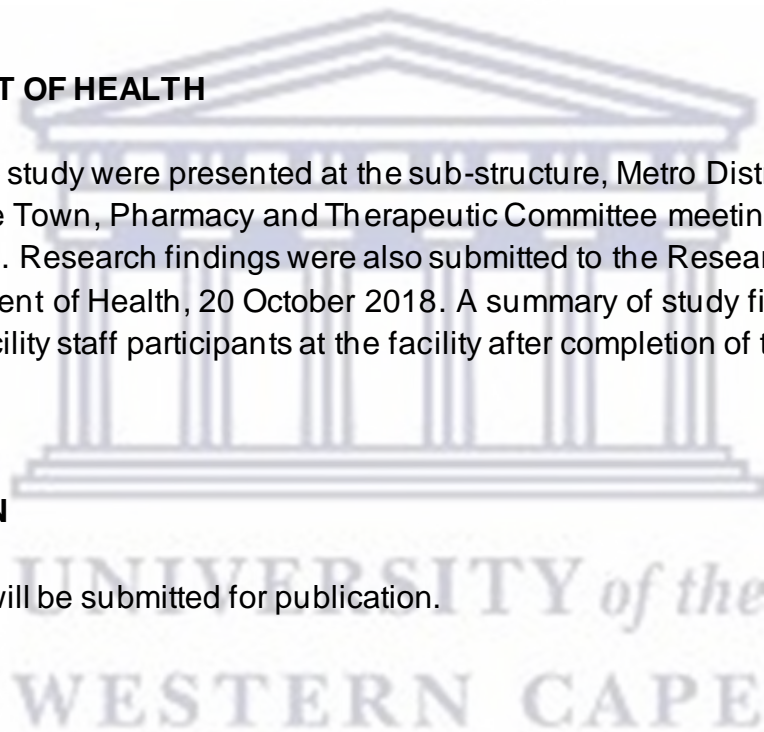 T OF HEALTH
study were presented at the sub-structure, Metro Distr
e Town, Pharmacy and Therapeutic Committee meetin
. Research findings were also submitted to the Resear
ent of Health, 20 October 2018. A summary of study fi
cility staff participants at the facility after completion of t
N
will be submitted for publication.
UNIVERSITY of the
WESTERN CAPE